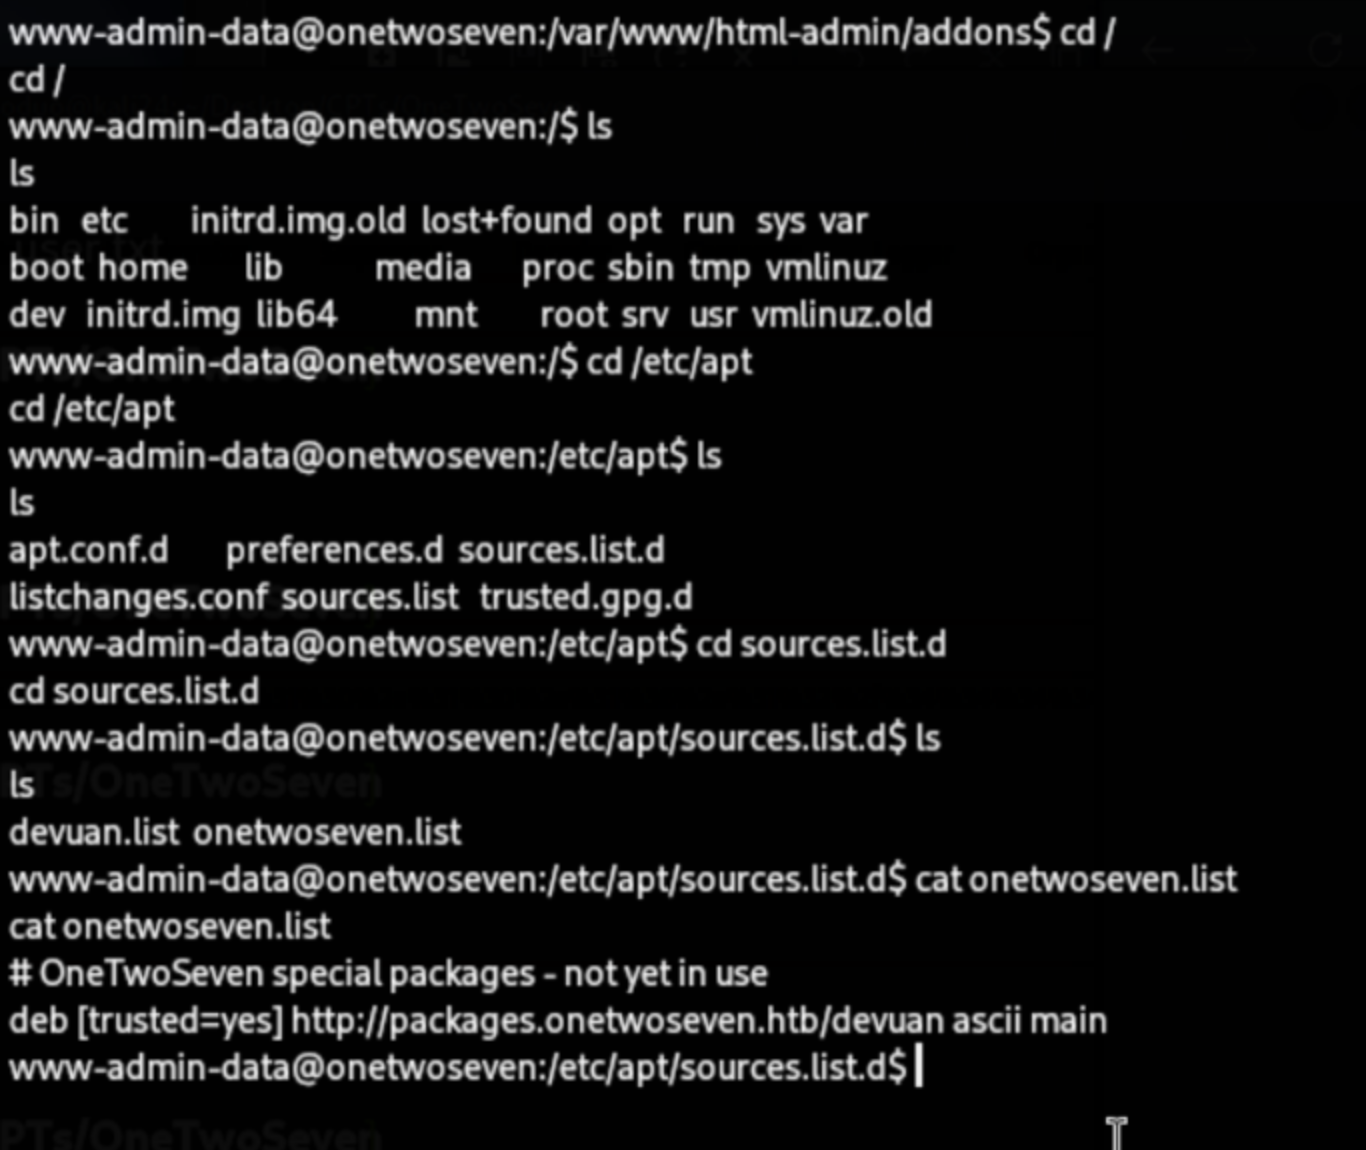 www-admin-data@onetwoseven:/var/www/html-admin/addons$ cd /
cd /
www-admin-data@onetwoseven:/$ ls
ls
bin etc initrd.img.old lost+found opt run sys var
boot home lib media proc sbin tmp vmlinuz
dev initrd.img lib64 mnt root srv usr vmlinuz.old
www-admin-data@onetwoseven:/$ cd /etc/apt
cd /etc/apt
www-admin-data@onetwoseven:/etc/apt$ ls
ls
apt.conf.d preferences.d sources.list.d
listchanges.conf sources.list trusted.gpg.d
www-admin-data@onetwoseven:/etc/apt$ cd sources.list.d
cd sources.list.d
www-admin-data@onetwoseven:/etc/apt/sources.list.d$ ls
ls
devuan.list onetwoseven.list
www-admin-data@onetwoseven:/etc/apt/sources.list.d$ cat onetwoseven.list
cat onetwoseven.list
# OneTwoSeven special packages - not yet in use
deb [trusted=yes] http://packages.onetwoseven.htb/devuan ascii main
www-admin-data@onetwoseven:/etc/apt/sources.list.d$